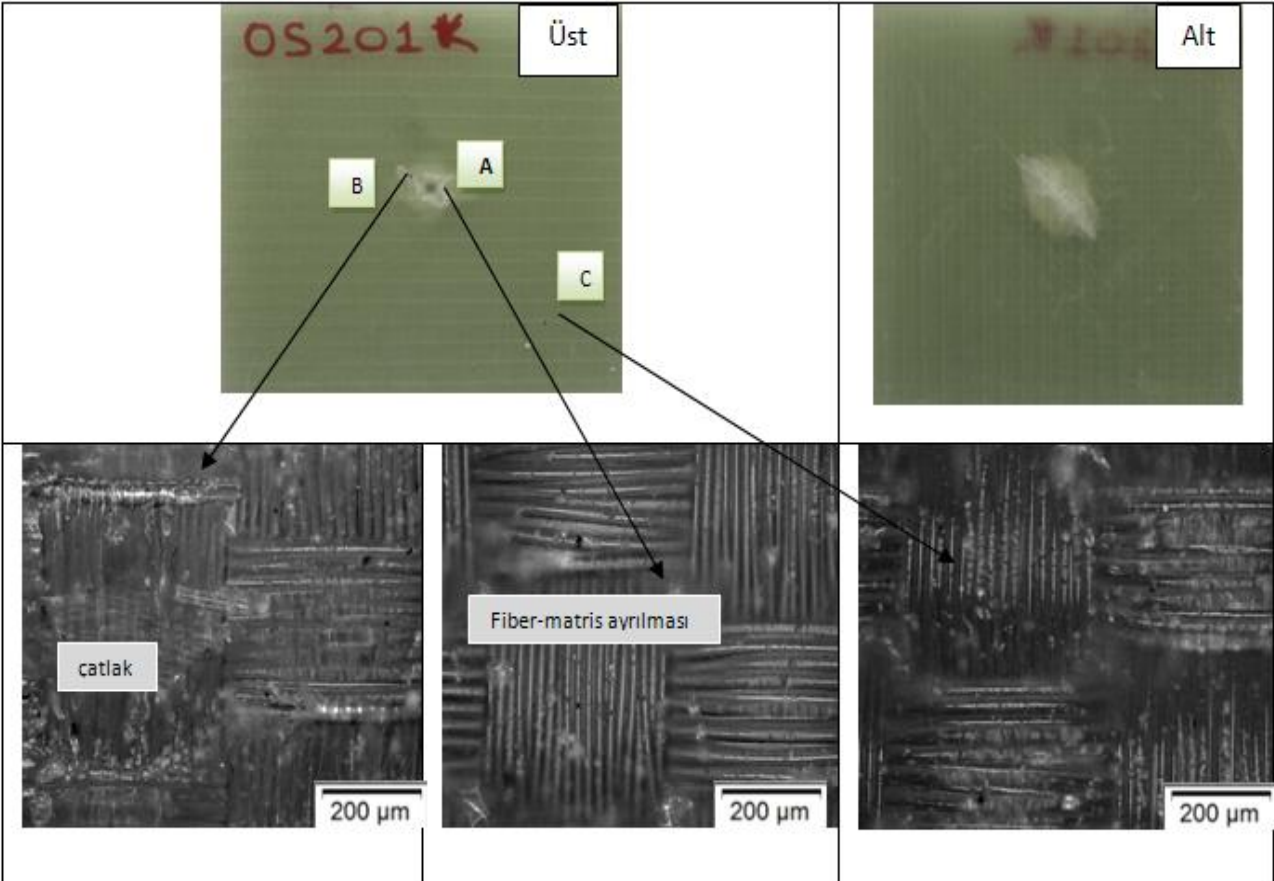 OS201K
Üst
Alt
A
B
C
çatlak
Fiber-matris ayrılması
200 µm
200 µm
200 µm